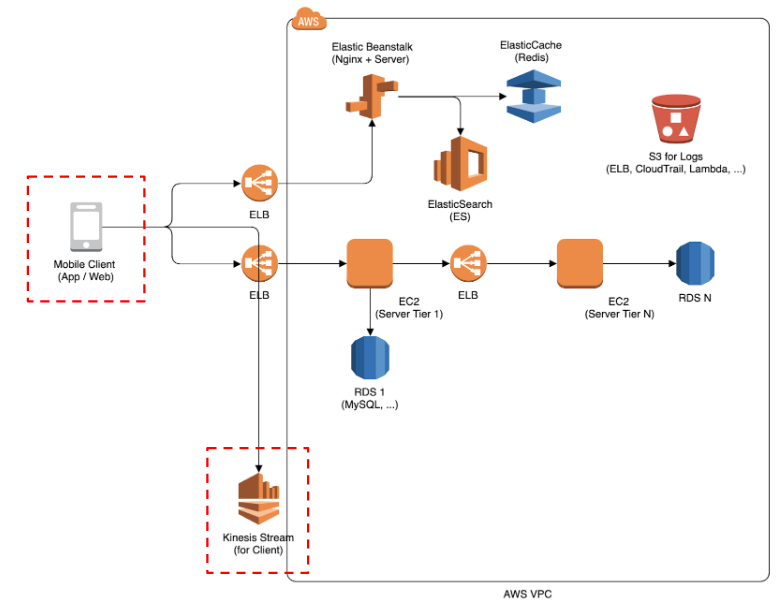 AWS
Elastic Beanstalk
(Nginx + Server)
ElasticCache
(Redis)
S3 for Logs
(ELB, CloudTrail, Lambda, ...)
ELB
ElasticSearch
(ES)
Mobile Client
(App / Web)
ELB
EC2
(Server Tier 1)
ELB
EC2
(Server Tier N)
RDS N
RDS 1
(MySQL, ...)
Kinesis Stream
(for Client)
AWS VPC